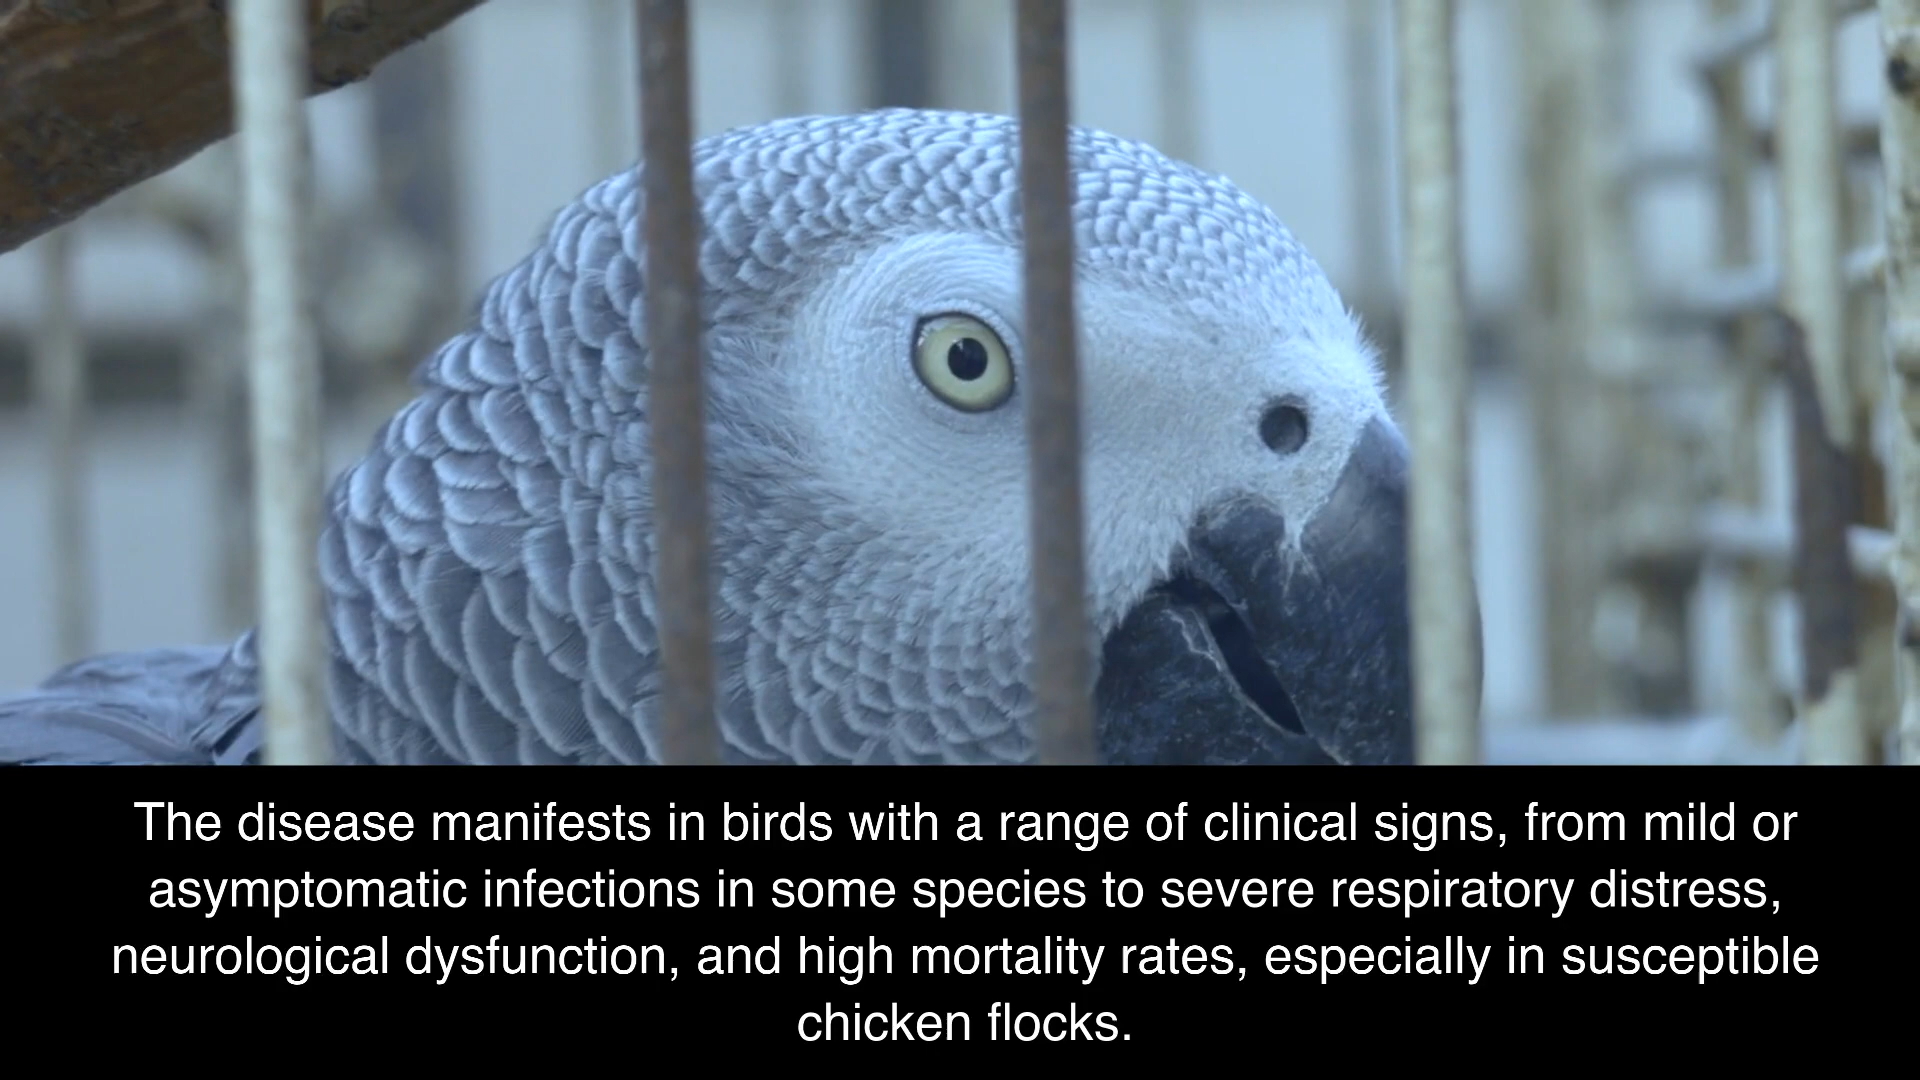 The disease manifests in birds with a range of clinical signs, from mild or
asymptomatic infections in some species to severe respiratory distress,
neurological dysfunction, and high mortality rates, especially in susceptible
chicken flocks.